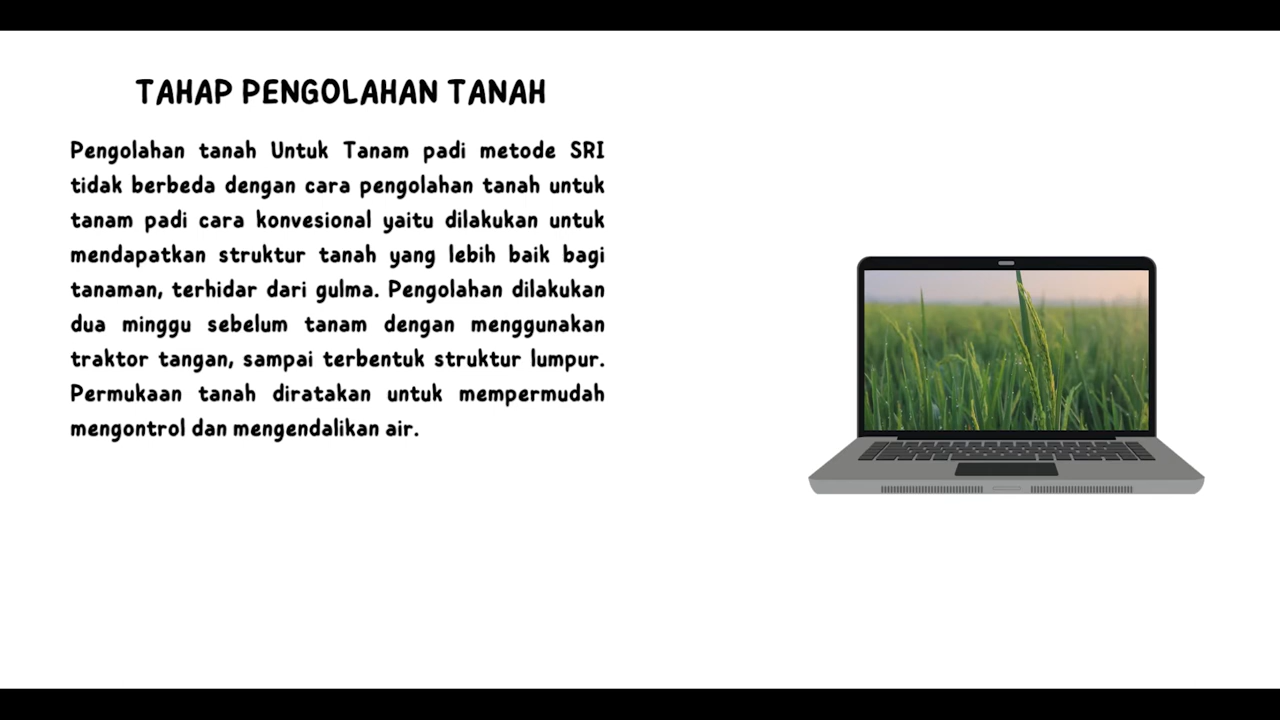 TAHAP PENGOLAHAN TANAH
Pengolahan tanah Untuk Tanam padi metode SRI
tidak berbeda dengan cara pengolahan tanah untuk
tanam padi cara konvesional yaitu dilakukan untuk
mendapatkan struktur tanah yang lebih baik bagi
tanaman, terhidar dari gulma. Pengolahan dilakukan
dua minggu sebelum tanam dengan menggunakan
traktor tangan, sampai terbentuk struktur lumpur.
Permukaan tanah diratakan untuk mempermudah
mengontrol dan mengendalikan air.